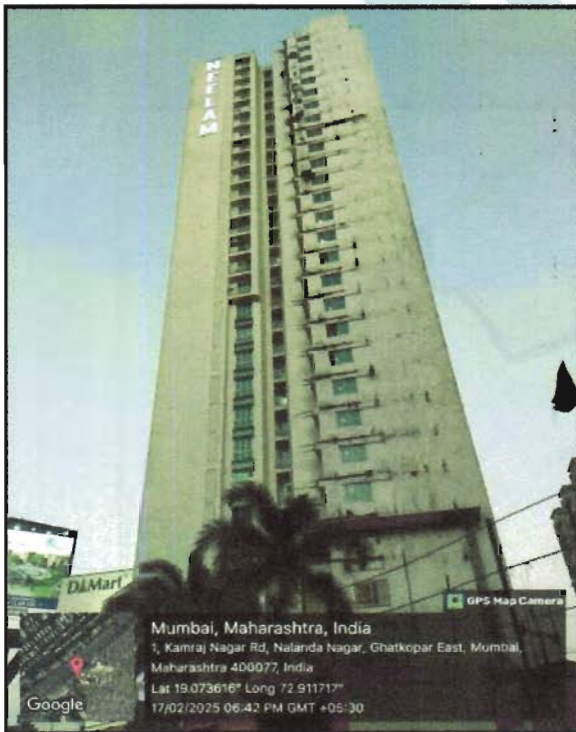 NEELAM
D Mart
GPS Map Camera
Mumbai, Maharashtra, India
1, Kamraj Nagar Rd, Nalanda Nagar, Ghatkopar East, Mumbai,
Maharashtra 400077, India
Lat 19.073616° Long 72.911717°
17/02/2025 06:42 PM GMT +05:30
Google